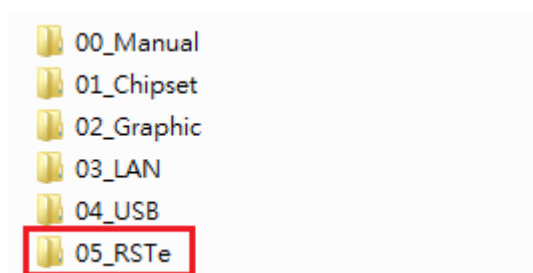 00_Manual
01_Chipset
02_Graphic
03_LAN
04_USB
05_RSTe